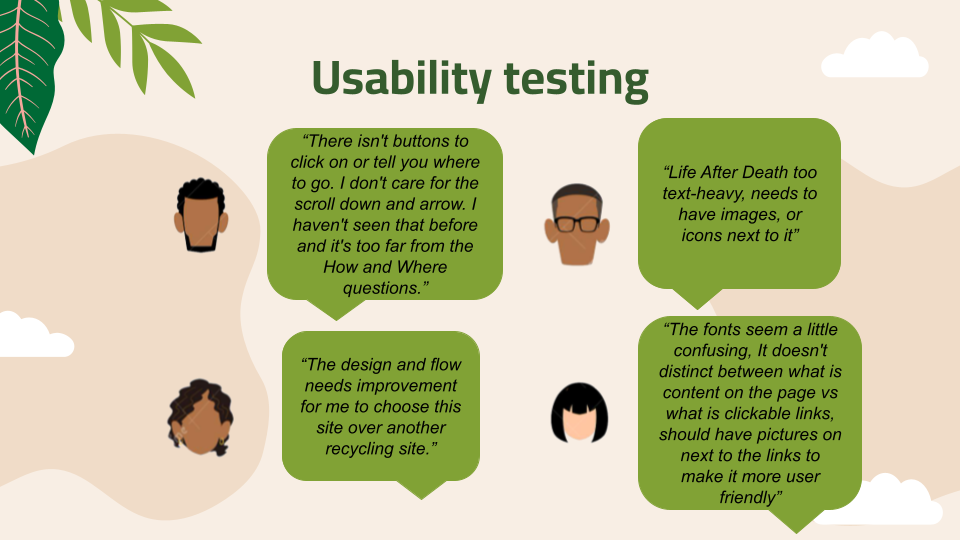 Usability testing
“There isn't buttons to
click on or tell you where
to go. I don't care for the
scroll down and arrow. I
haven't seen that before
and it's too far from the
How and Where
questions.”
“Life After Death too
text-heavy, needs to
have images, or
icons next to it”
“The design and flow
needs improvement
for me to choose this
site over another
recycling site.”
“The fonts seem a little
confusing, It doesn't
distinct between what is
content on the page vs
what is clickable links,
should have pictures on
next to the links to
make it more user
friendly”